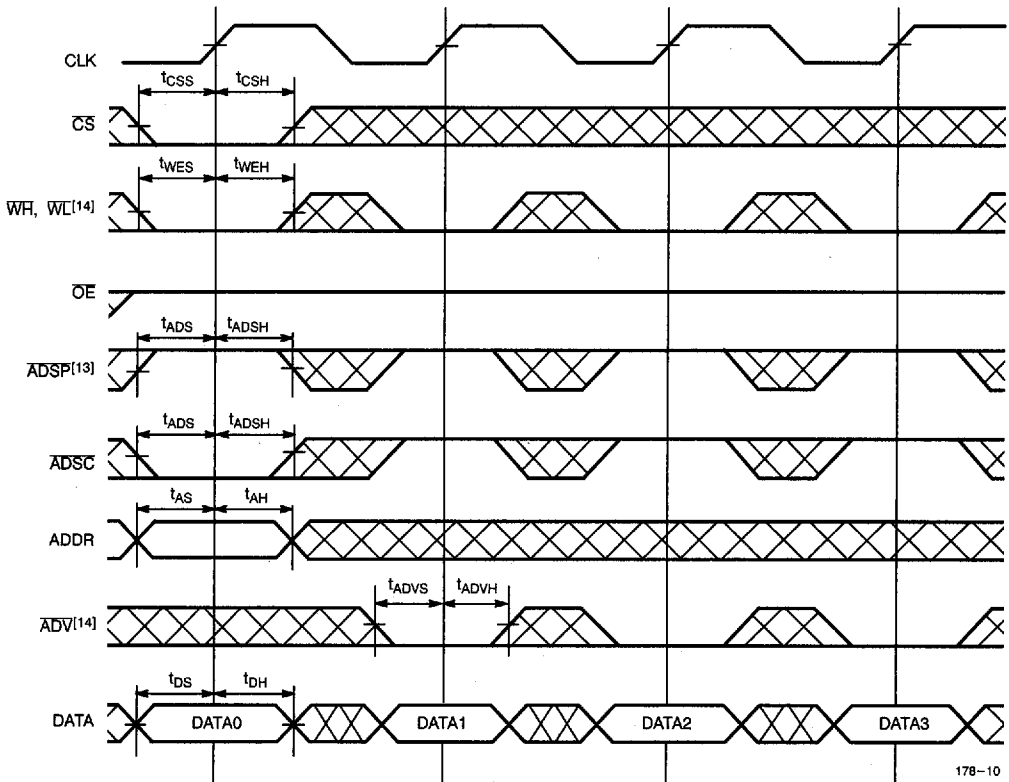 CLK
tCSS tCSH
CS
tWES tWEH
WH, WL[14]
OE
tADS tADSH
ADSP[13]
tADS tADSH
ADSC
tAS tAH
ADDR
tADVS tADVH
ADV[14]
tDS tDH
DATA DATA0 DATA1 DATA2 DATA3
178-10